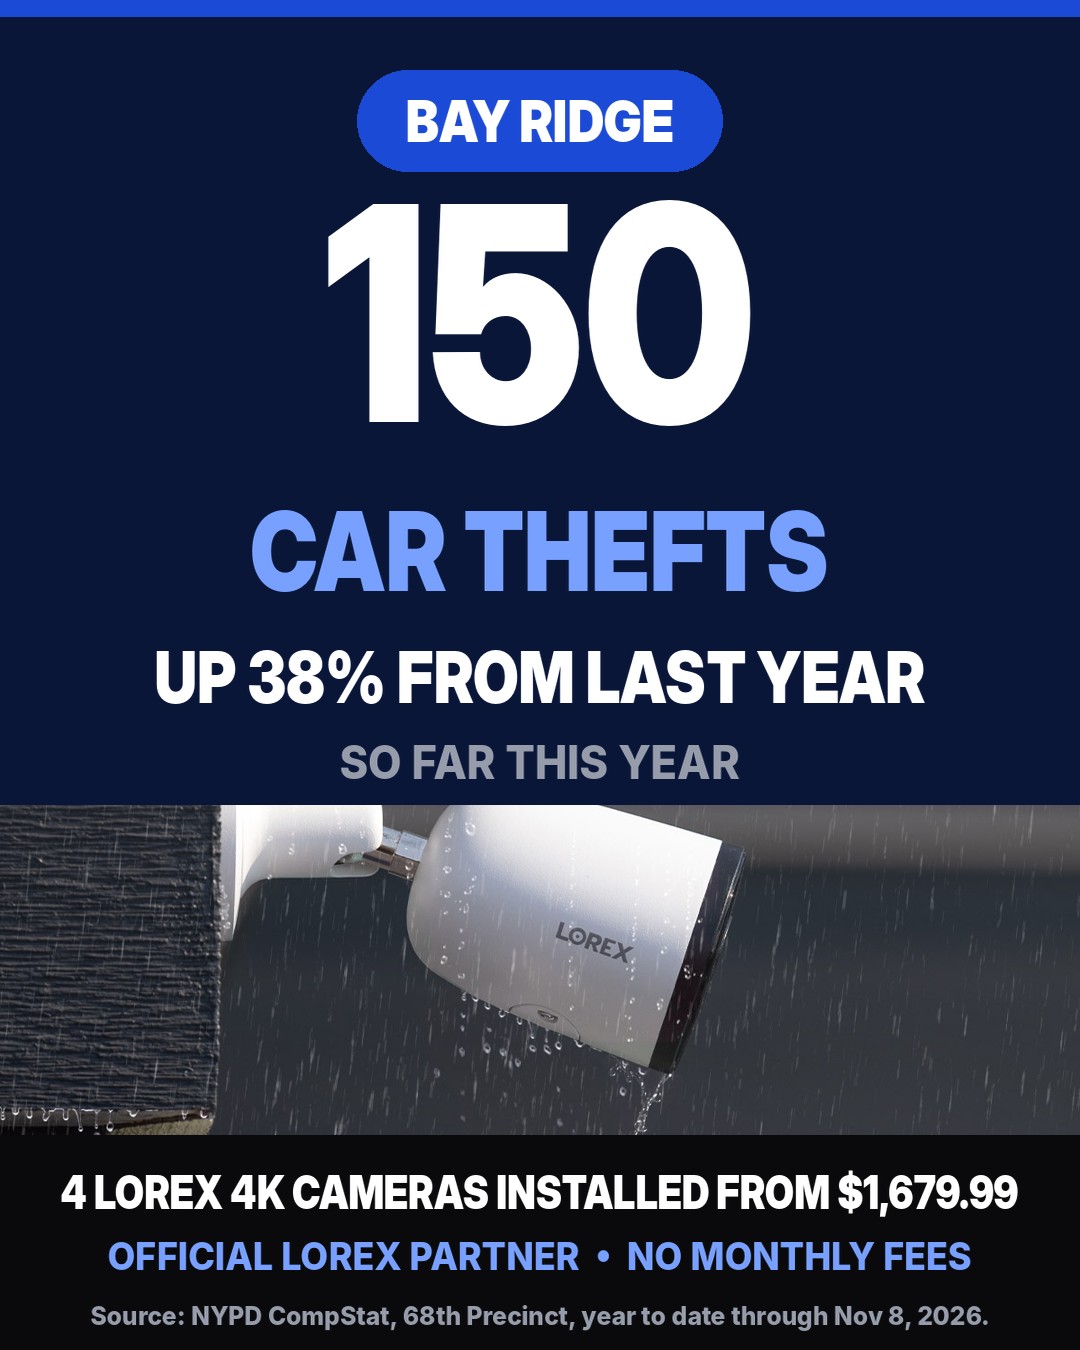 BAY RIDGE
150
CAR THEFTS
UP 38% FROM LAST YEAR
SO FAR THIS YEAR
LOREX
4 LOREX 4K CAMERAS INSTALLED FROM $1,679.99
OFFICIAL LOREX PARTNER • NO MONTHLY FEES
Source: NYPD CompStat, 68th Precinct, year to date through Nov 8, 2026.